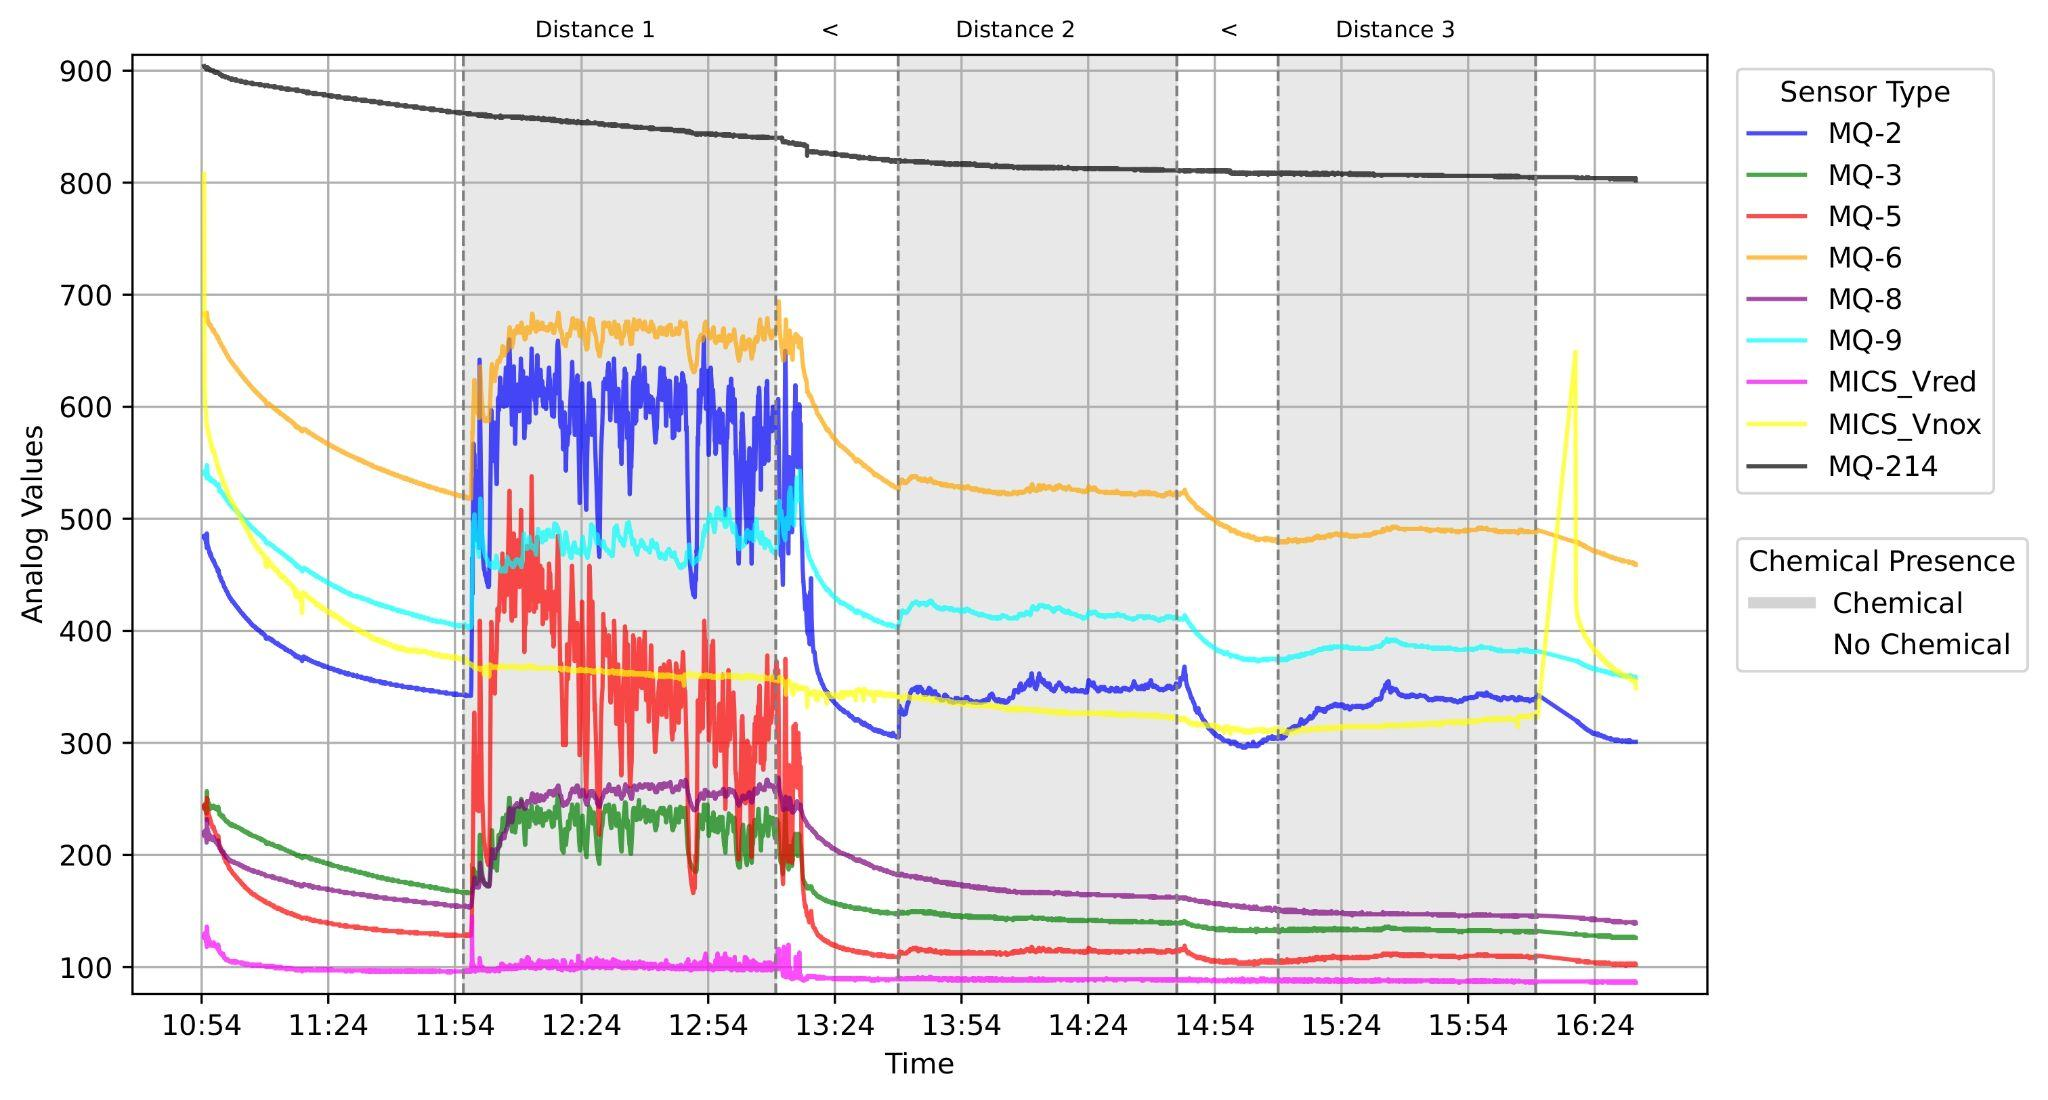 Distance 1 < Distance 2 < Distance 3
900
800
700
600
500
400
300
200
100
Analog Values
10:54 11:24 11:54 12:24 12:54 13:24 13:54 14:24 14:54 15:24 15:54 16:24
Time
Sensor Type
MQ-2
MQ-3
MQ-5
MQ-6
MQ-8
MQ-9
MICS_Vred
MICS_Vnox
MQ-214
Chemical Presence
Chemical
No Chemical